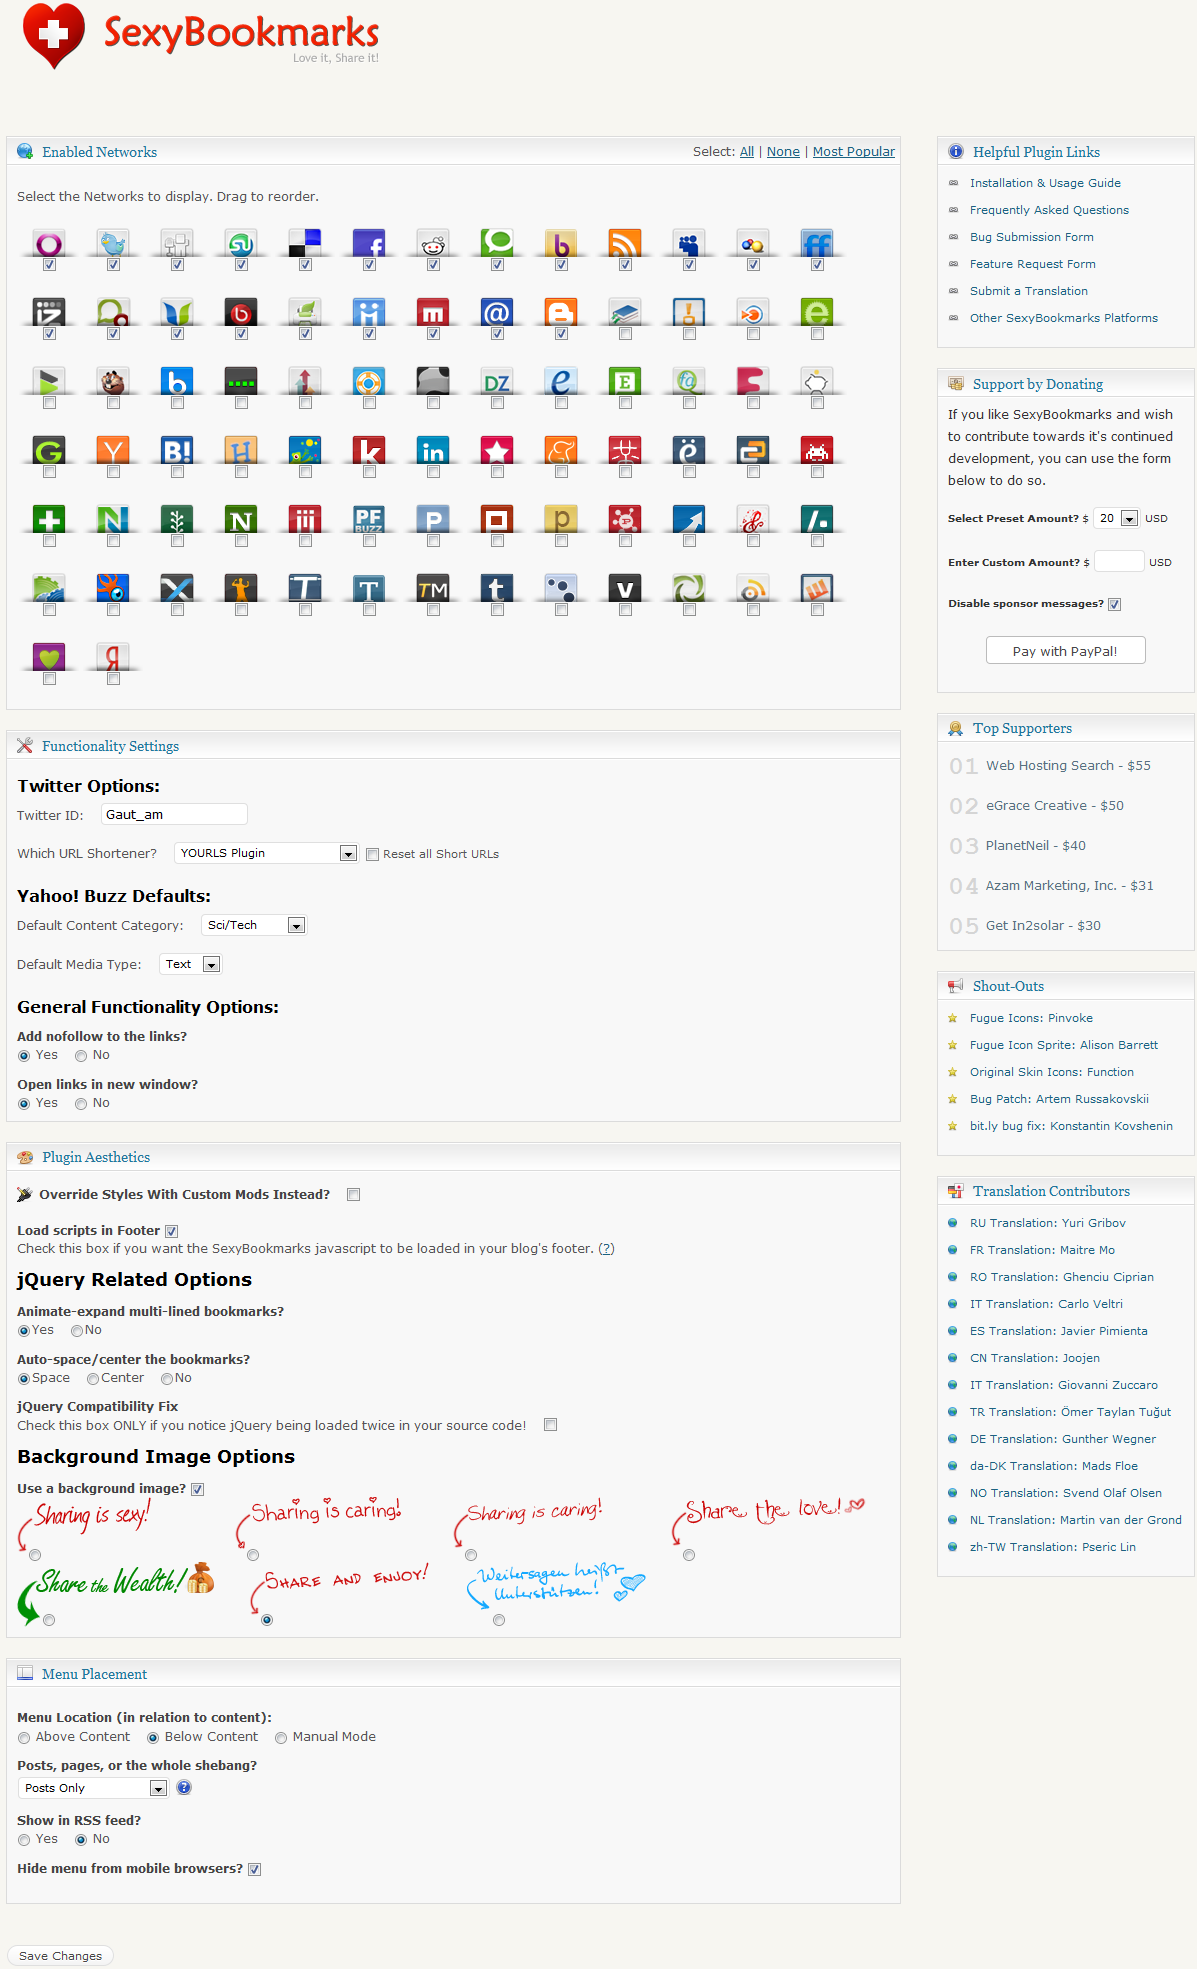 SexyBookmarks
Love it, Share it!
Enabled Networks
Select: All | None | Most Popular
Select the Networks to display. Drag to reorder.
Functionality Settings
Twitter Options:
Twitter ID: Gaut_am
Which URL Shortener? YOURLS Plugin Reset all Short URLs
Yahoo! Buzz Defaults:
Default Content Category: Sci/Tech
Default Media Type: Text
General Functionality Options:
Add nofollow to the links?
Yes No
Open links in new window?
Yes No
Plugin Aesthetics
Override Styles With Custom Mods Instead?
Load scripts in Footer
Check this box if you want the SexyBookmarks javascript to be loaded in your blog's footer. (?)
jQuery Related Options
Animate-expand multi-lined bookmarks?
Yes No
Auto-space/center the bookmarks?
Space Center No
jQuery Compatibility Fix
Check this box ONLY if you notice jQuery being loaded twice in your source code!
Background Image Options
Use a background image?
Sharing is sexy!
Sharing is caring!
Sharing is caring!
Share the love!
Share the Wealth!
Share and enjoy!
Weitersagen heißt
Unterstützen!
Menu Placement
Menu Location (in relation to content):
Above Content Below Content Manual Mode
Posts, pages, or the whole shebang?
Posts Only
Show in RSS feed?
Yes No
Hide menu from mobile browsers?
Save Changes
Helpful Plugin Links
Installation & Usage Guide
Frequently Asked Questions
Bug Submission Form
Feature Request Form
Submit a Translation
Other SexyBookmarks Platforms
Support by Donating
If you like SexyBookmarks and wish
to contribute towards it's continued
development, you can use the form
below to do so.
Select Preset Amount? $ 20 USD
Enter Custom Amount? $ USD
Disable sponsor messages?
Pay with PayPal!
Top Supporters
01 Web Hosting Search - $55
02 eGrace Creative - $50
03 PlanetNeil - $40
04 Azam Marketing, Inc. - $31
05 Get In2solar - $30
Shout-Outs
Fugue Icons: Pinvoke
Fugue Icon Sprite: Alison Barrett
Original Skin Icons: Function
Bug Patch: Artem Russakovskii
bit.ly bug fix: Konstantin Kovshenin
Translation Contributors
RU Translation: Yuri Gribov
FR Translation: Maitre Mo
RO Translation: Ghenciu Ciprian
IT Translation: Carlo Veltri
ES Translation: Javier Pimienta
CN Translation: Joojen
IT Translation: Giovanni Zuccaro
TR Translation: Ömer Taylan Tuğut
DE Translation: Gunther Wegner
da-DK Translation: Mads Floe
NO Translation: Svend Olaf Olsen
NL Translation: Martin van der Grond
zh-TW Translation: Pseric Lin